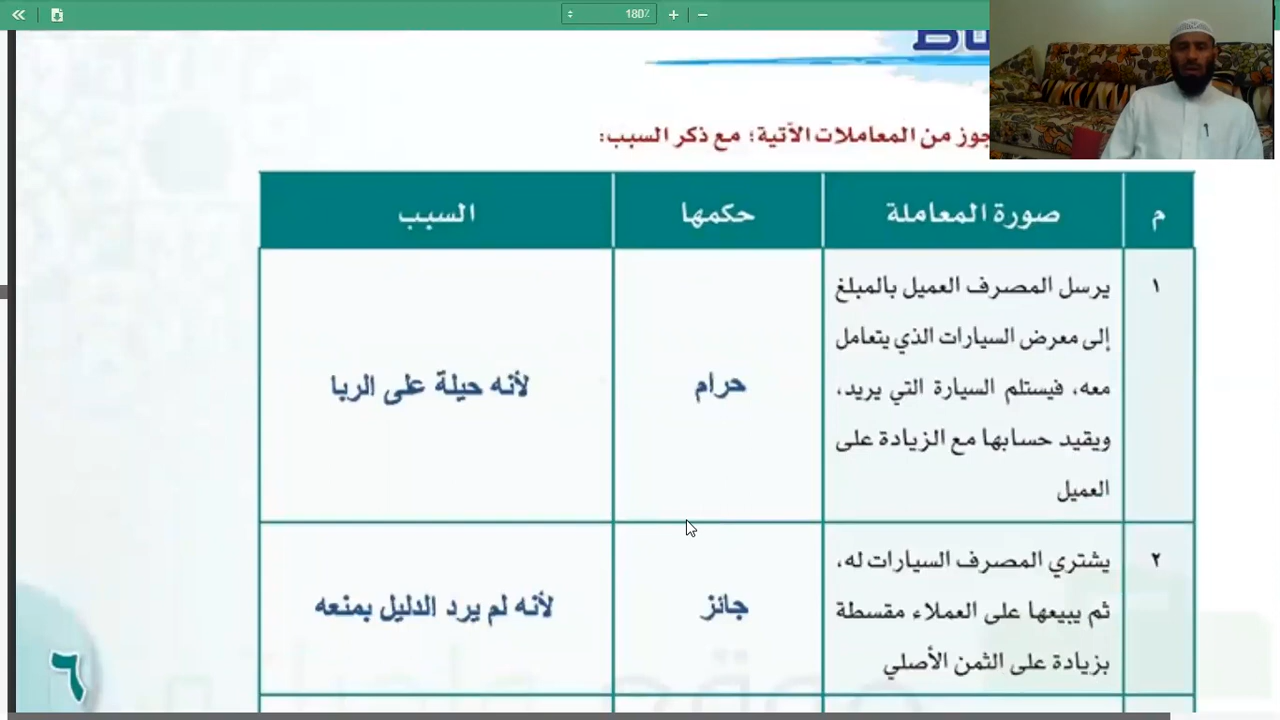 180٪
جوز من المعاملات الآتية؛ مع ذكر السبب:
م
صورة المعاملة
حكمها
السبب
١
يرسل المصرف العميل بالمبلغ
إلى معرض السيارات الذي يتعامل
معه، فيستلم السيارة التي يريد،
ويقيد حسابها مع الزيادة على
العميل
حرام
لأنه حيلة على الربا
٢
يشتري المصرف السيارات له،
ثم يبيعها على العملاء مقسطة
بزيادة على الثمن الأصلي
جائز
لأنه لم يرد الدليل بمنعه
٦